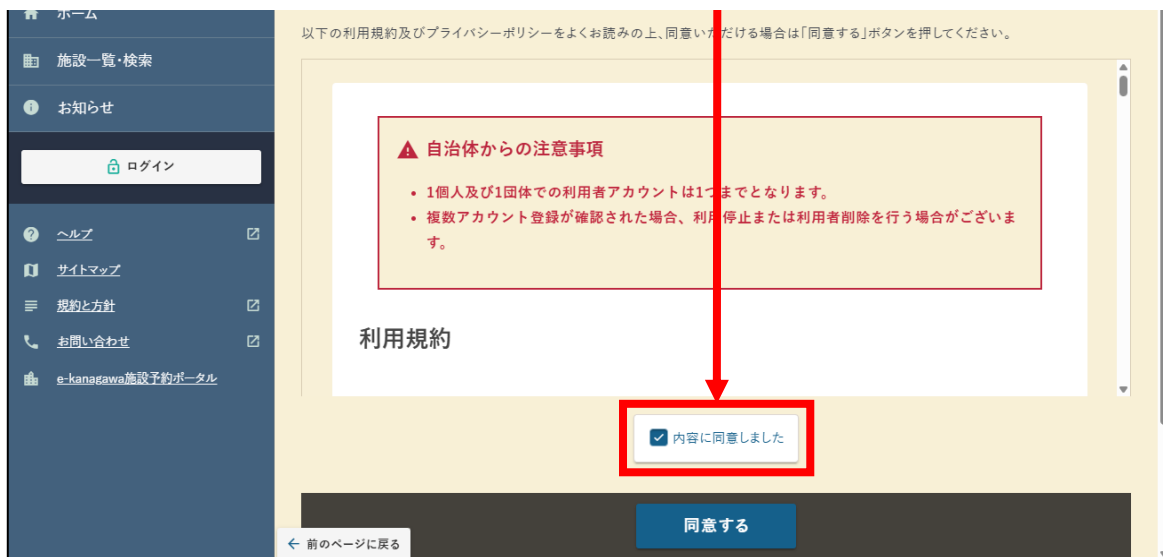 ホーム
施設一覧・検索
お知らせ
ログイン
ヘルプ
サイトマップ
規約と方針
お問い合わせ
e-kanagawa施設予約ポータル
以下の利用規約及びプライバシーポリシーをよくお読みの上、同意いただける場合は「同意する」ボタンを押してください。
自治体からの注意事項
• 1個人及び1団体での利用者アカウントは1つまでとなります。
• 複数アカウント登録が確認された場合、利用停止または利用者削除を行う場合がございま
す。
利用規約
内容に同意しました
同意する
← 前のページに戻る